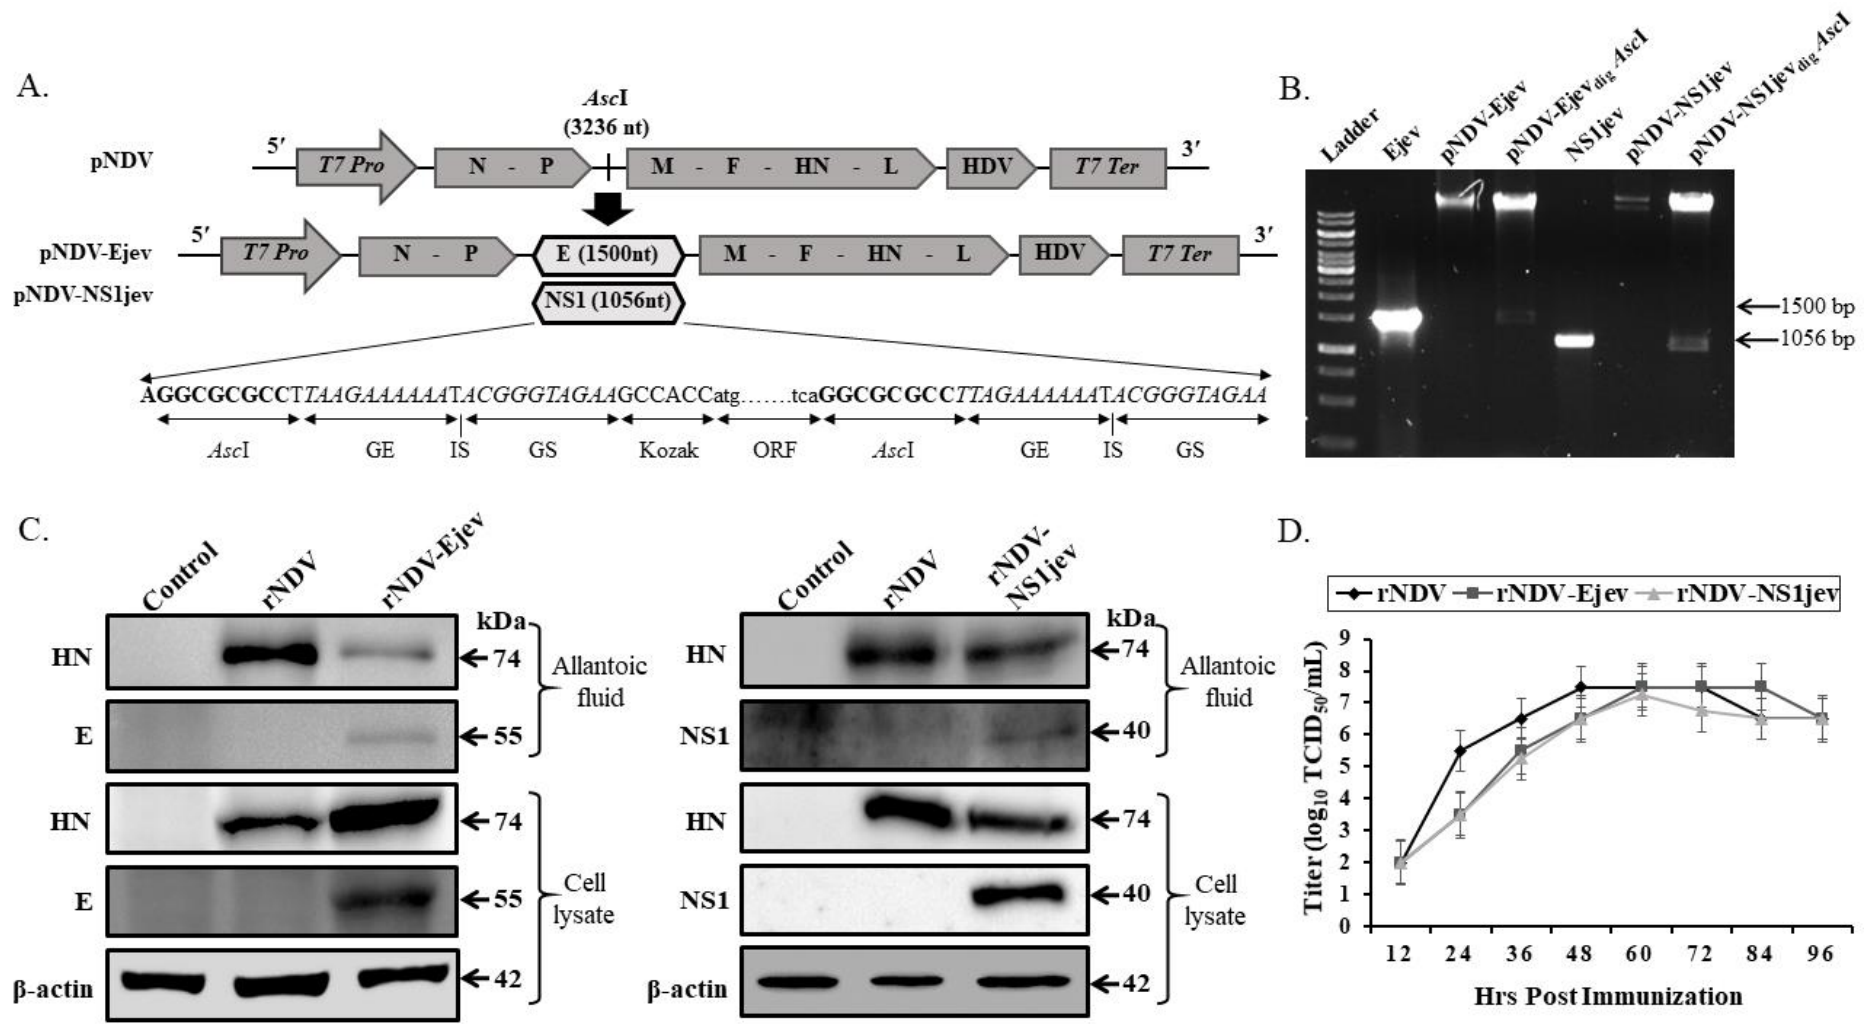 A.
AscI
(3236 nt)
pNDV
5′
T7 Pro
N - P
M - F - HN - L
HDV
T7 Ter
3′
pNDV-Ejev
5′
T7 Pro
N - P
E (1500nt)
M - F - HN - L
HDV
T7 Ter
3′
pNDV-NS1jev
NS1 (1056nt)
AGGCGCGCCTTAAGAAAAAATACGGGTAGAAGCCACCatg.......tcaGGCGCGCCTTAGAAAAAATACGGGTAGAA
AscI
GE
IS
GS
Kozak
ORF
AscI
GE
IS
GS
B.
Ladder
Ejev
pNDV-Ejev
pNDV-Ejevdig AscI
NS1jev
pNDV-NS1jev
pNDV-NS1jevdig AscI
1500 bp
1056 bp
C.
Control
rNDV
rNDV-Ejev
kDa
HN
74
E
55
Allantoic
fluid
HN
74
E
55
Cell
lysate
β-actin
42
Control
rNDV
rNDV-
NS1jev
kDa
HN
74
NS1
40
Allantoic
fluid
HN
74
NS1
40
Cell
lysate
β-actin
42
D.
rNDV
rNDV-Ejev
rNDV-NS1jev
Titer (log10 TCID50/mL)
9
8
7
6
5
4
3
2
1
0
12 24 36 48 60 72 84 96
Hrs Post Immunization